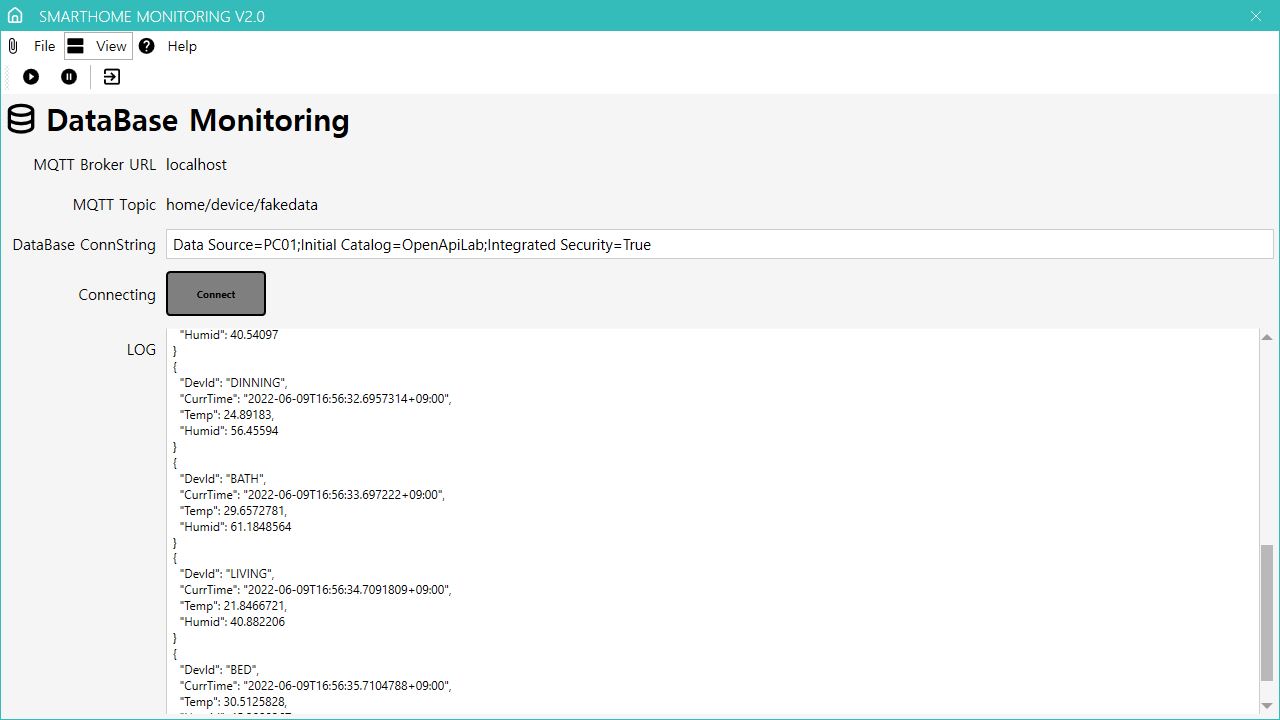 SMARTHOME MONITORING V2.0
File View Help
DataBase Monitoring
MQTT Broker URL localhost
MQTT Topic home/device/fakedata
DataBase ConnString Data Source=PC01;Initial Catalog=OpenApiLab;Integrated Security=True
Connecting Connect
LOG
"Humid": 40.54097
}
{
"DevId": "DINNING",
"CurrTime": "2022-06-09T16:56:32.6957314+09:00",
"Temp": 24.89183,
"Humid": 56.45594
}
{
"DevId": "BATH",
"CurrTime": "2022-06-09T16:56:33.697222+09:00",
"Temp": 29.6572781,
"Humid": 61.1848564
}
{
"DevId": "LIVING",
"CurrTime": "2022-06-09T16:56:34.7091809+09:00",
"Temp": 21.8466721,
"Humid": 40.882206
}
{
"DevId": "BED",
"CurrTime": "2022-06-09T16:56:35.7104788+09:00",
"Temp": 30.5125828,